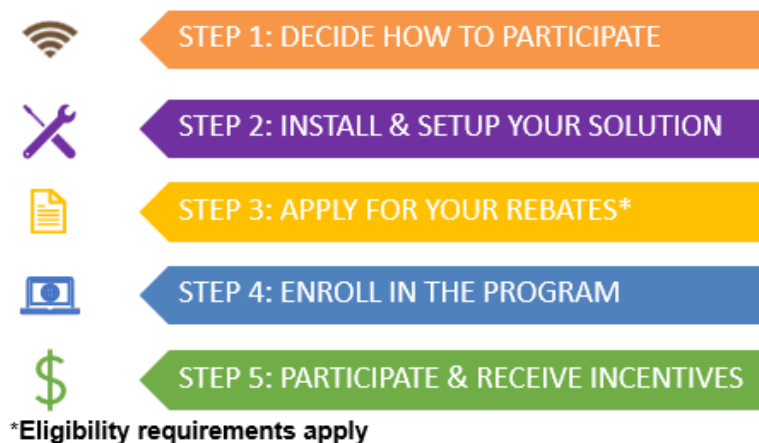 STEP 1: DECIDE HOW TO PARTICIPATE
STEP 2: INSTALL & SETUP YOUR SOLUTION
STEP 3: APPLY FOR YOUR REBATES*
STEP 4: ENROLL IN THE PROGRAM
STEP 5: PARTICIPATE & RECEIVE INCENTIVES
*Eligibility requirements apply